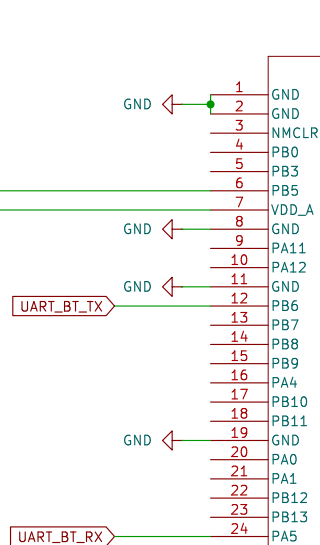 1 GND
GND
2 GND
3 NMCLR
4 PB0
5 PB3
6 PB5
7 VDD_A
GND 8 GND
9 PA11
10 PA12
GND 11 GND
UART_BT_TX 12 PB6
13 PB7
14 PB8
15 PB9
16 PA4
17 PB10
18 PB11
GND 19 GND
20 PA0
21 PA1
22 PB12
23 PB13
UART_BT_RX 24 PA5